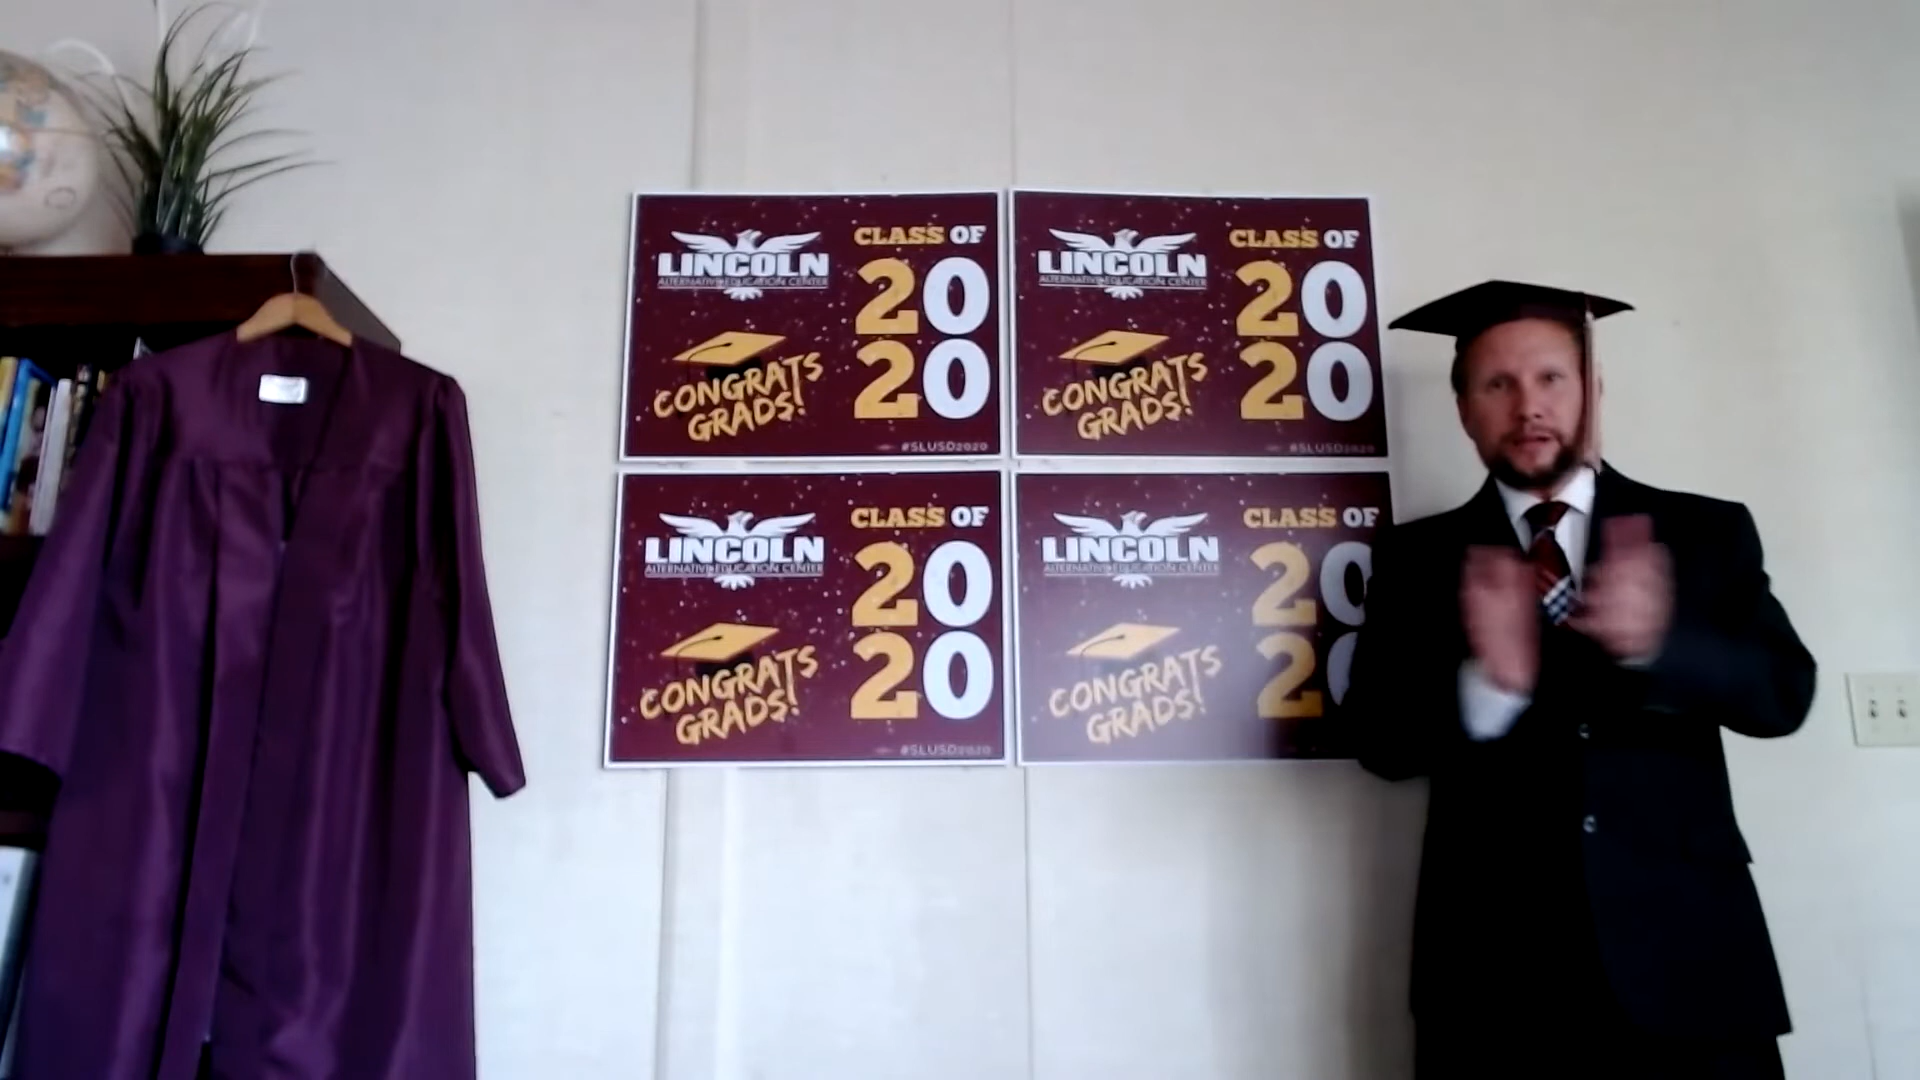 LINCOLN
ALTERNATIVE EDUCATION CENTER
CONGRATS
GRADS!
CLASS OF
20
20
#SLUSD2020
LINCOLN
ALTERNATIVE EDUCATION CENTER
CONGRATS
GRADS!
CLASS OF
20
20
#SLUSD2020
LINCOLN
ALTERNATIVE EDUCATION CENTER
CONGRATS
GRADS!
CLASS OF
20
20
#SLUSD2020
LINCOLN
ALTERNATIVE EDUCATION CENTER
CONGRATS
GRADS!
CLASS OF
20
20